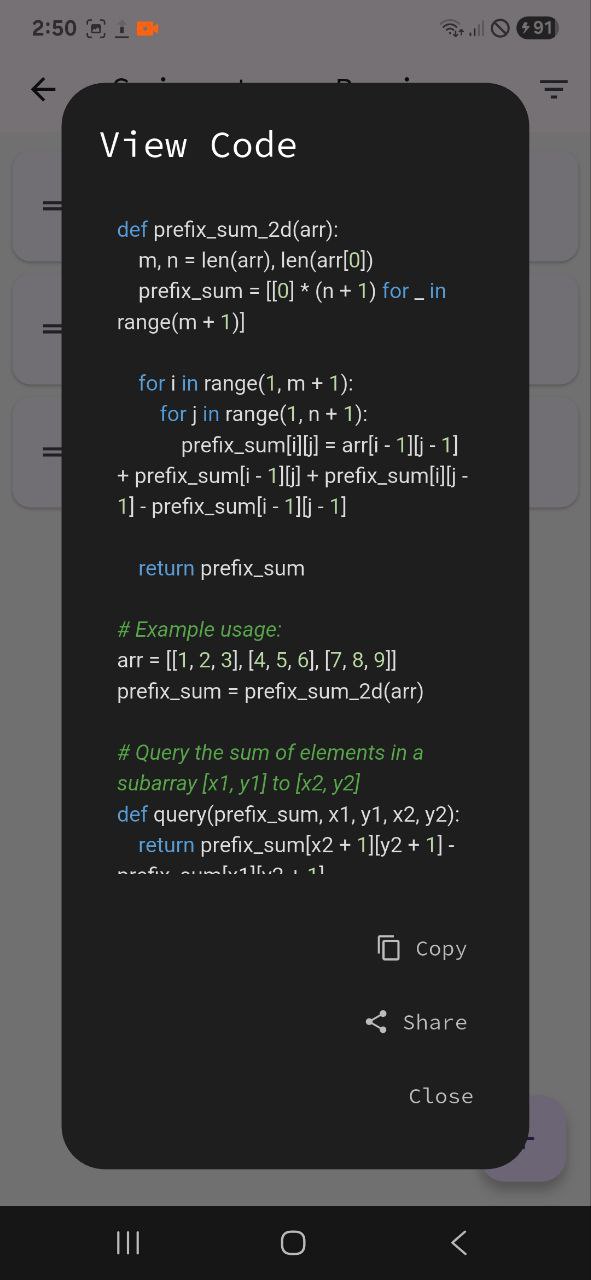 2:50
91
View Code
def prefix_sum_2d(arr):
m, n = len(arr), len(arr[0])
prefix_sum = [[0] * (n + 1) for _ in
range(m + 1)]
for i in range(1, m + 1):
for j in range(1, n + 1):
prefix_sum[i][j] = arr[i - 1][j - 1]
+ prefix_sum[i - 1][j] + prefix_sum[i][j -
1] - prefix_sum[i - 1][j - 1]
return prefix_sum
# Example usage:
arr = [[1, 2, 3], [4, 5, 6], [7, 8, 9]]
prefix_sum = prefix_sum_2d(arr)
# Query the sum of elements in a
subarray [x1, y1] to [x2, y2]
def query(prefix_sum, x1, y1, x2, y2):
return prefix_sum[x2 + 1][y2 + 1] -
prefix_sum[x1][y2 + 1]
Copy
Share
Close